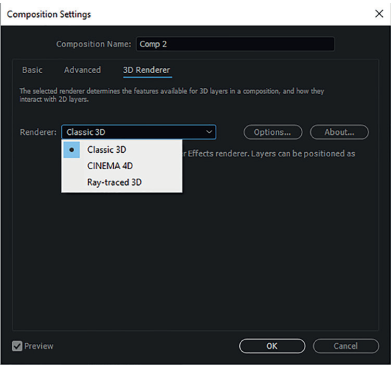 Composition Settings
Composition Name: Comp 2
Basic Advanced 3D Renderer
The selected renderer determines the features available for 3D layers in a composition, and how they
interact with 2D layers.
Renderer: Classic 3D Options... About...
Classic 3D
Effects renderer. Layers can be positioned as
CINEMA 4D
Ray-traced 3D
Preview OK Cancel